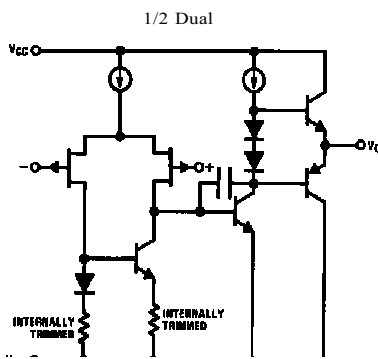 1/2 Dual
VCC
−
+
INTERNALLY
TRIMMED
INTERNALLY
TRIMMED